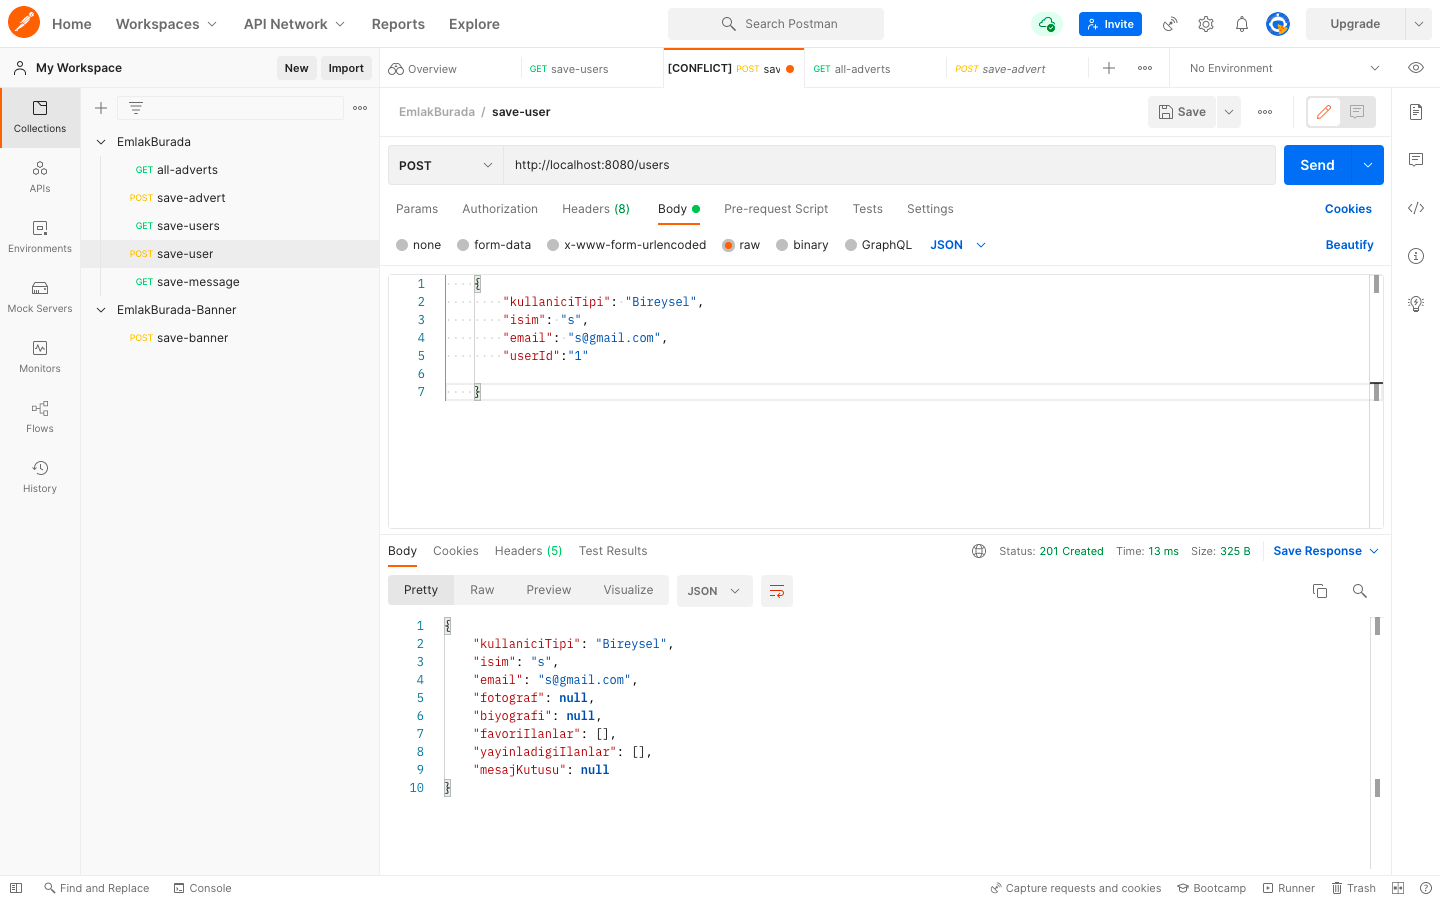 Home Workspaces API Network Reports Explore Search Postman Invite Upgrade
My Workspace New Import Overview GET save-users [CONFLICT] POST sav GET all-adverts POST save-advert No Environment
Collections
APIs
Environments
Mock Servers
Monitors
Flows
History
EmlakBurada
GET all-adverts
POST save-advert
GET save-users
POST save-user
GET save-message
EmlakBurada-Banner
POST save-banner
EmlakBurada / save-user Save
POST http://localhost:8080/users Send
Params Authorization Headers (8) Body Pre-request Script Tests Settings Cookies
none form-data x-www-form-urlencoded raw binary GraphQL JSON Beautify
1 {
2 "kullaniciTipi": "Bireysel",
3 "isim": "s",
4 "email": "s@gmail.com",
5 "userId":"1"
6
7 }
Body Cookies Headers (5) Test Results Status: 201 Created Time: 13 ms Size: 325 B Save Response
Pretty Raw Preview Visualize JSON
1 {
2 "kullaniciTipi": "Bireysel",
3 "isim": "s",
4 "email": "s@gmail.com",
5 "fotograf": null,
6 "biyografi": null,
7 "favoriIlanlar": [],
8 "yayinladigiIlanlar": [],
9 "mesajKutusu": null
10 }
Find and Replace Console Capture requests and cookies Bootcamp Runner Trash